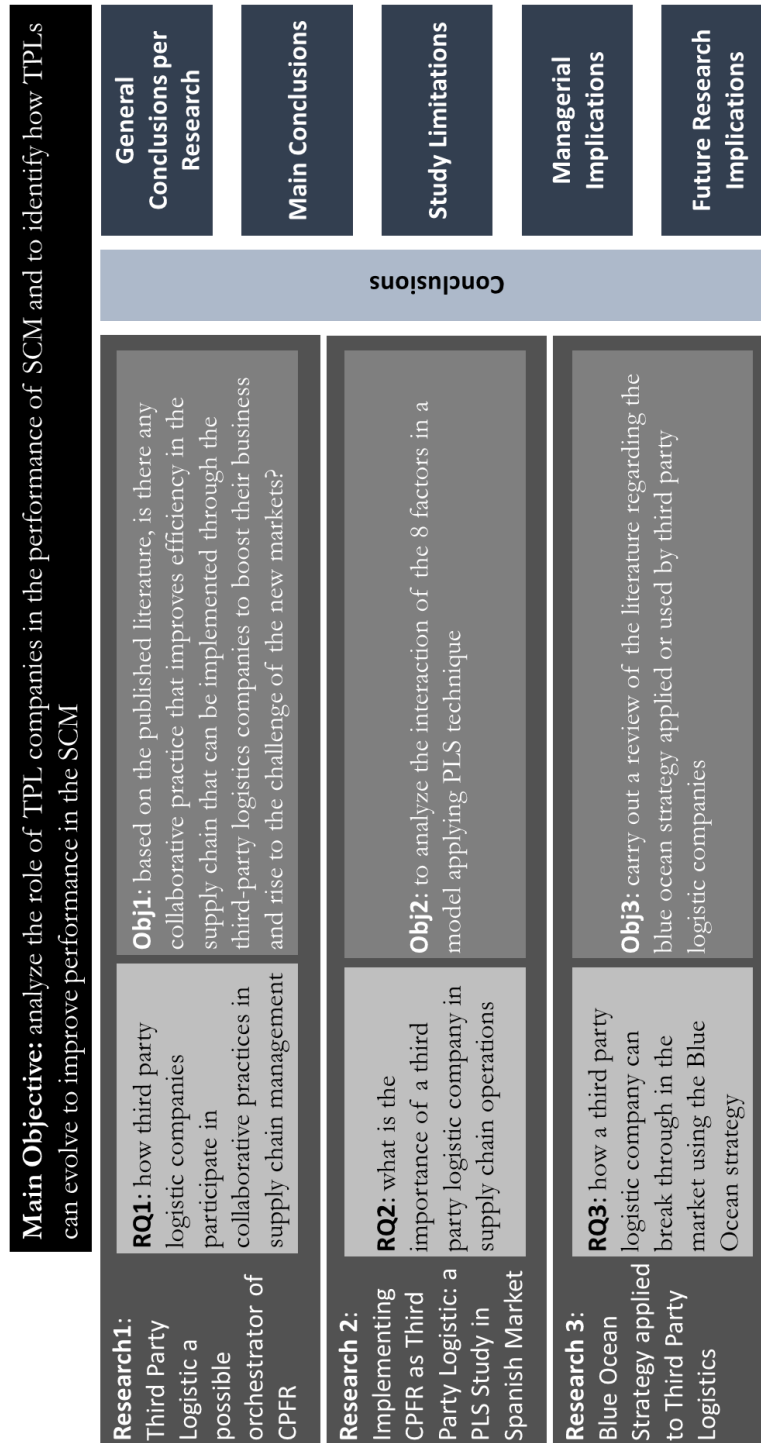 Main Objective: analyze the role of TPL companies in the performance of SCM and to identify how TPLs
can evolve to improve performance in the SCM
Research1:
Third Party
Logistic a
possible
orchestrator of
CPFR
RQ1: how third party
logistic companies
participate in
collaborative practices in
supply chain management
Obj1: based on the published literature, is there any
collaborative practice that improves efficiency in the
supply chain that can be implemented through the
third-party logistics companies to boost their business
and rise to the challenge of the new markets?
Research 2:
Implementing
CPFR as Third
Party Logistic: a
PLS Study in
Spanish Market
RQ2: what is the
importance of a third
party logistic company in
supply chain operations
Obj2: to analyze the interaction of the 8 factors in a
model applying PLS technique
Research 3:
Blue Ocean
Strategy applied
to Third Party
Logistics
RQ3: how a third party
logistic company can
break through in the
market using the Blue
Ocean strategy
Obj3: carry out a review of the literature regarding the
blue ocean strategy applied or used by third party
logistic companies
Conclusions
General
Conclusions per
Research
Main Conclusions
Study Limitations
Managerial
Implications
Future Research
Implications